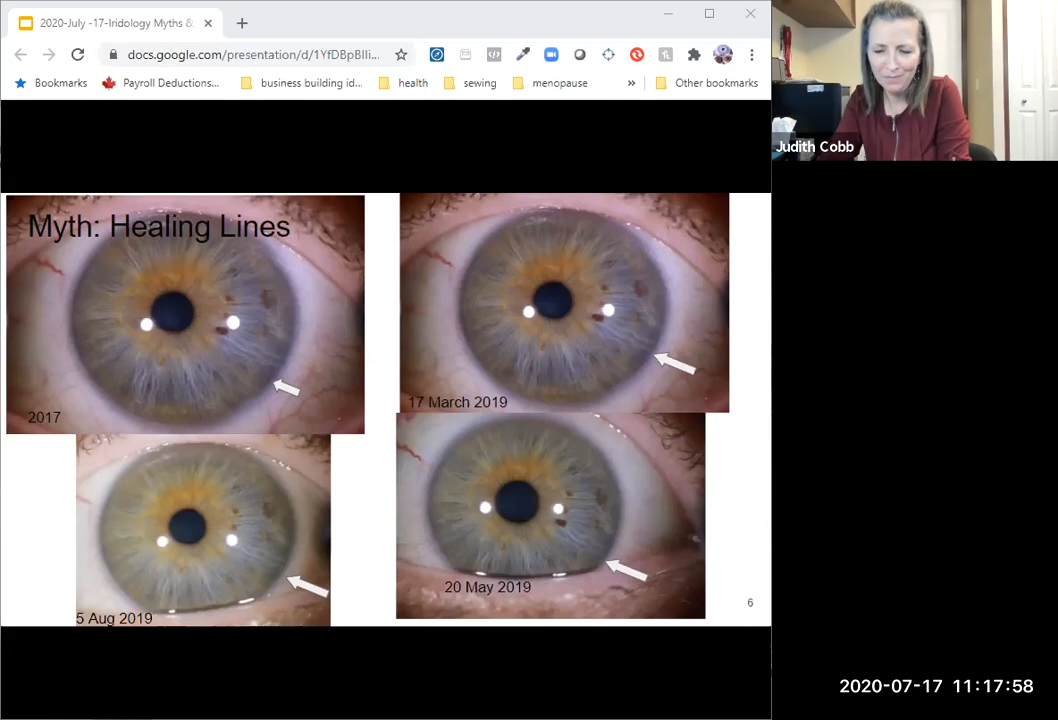 2020-July -17-Iridology Myths &
docs.google.com/presentation/d/1YfDBpBIli...
Bookmarks
Payroll Deductions...
business building id...
health
sewing
menopause
»
Other bookmarks
Judith Cobb
Myth: Healing Lines
2017
17 March 2019
5 Aug 2019
20 May 2019
6
2020-07-17 11:17:58